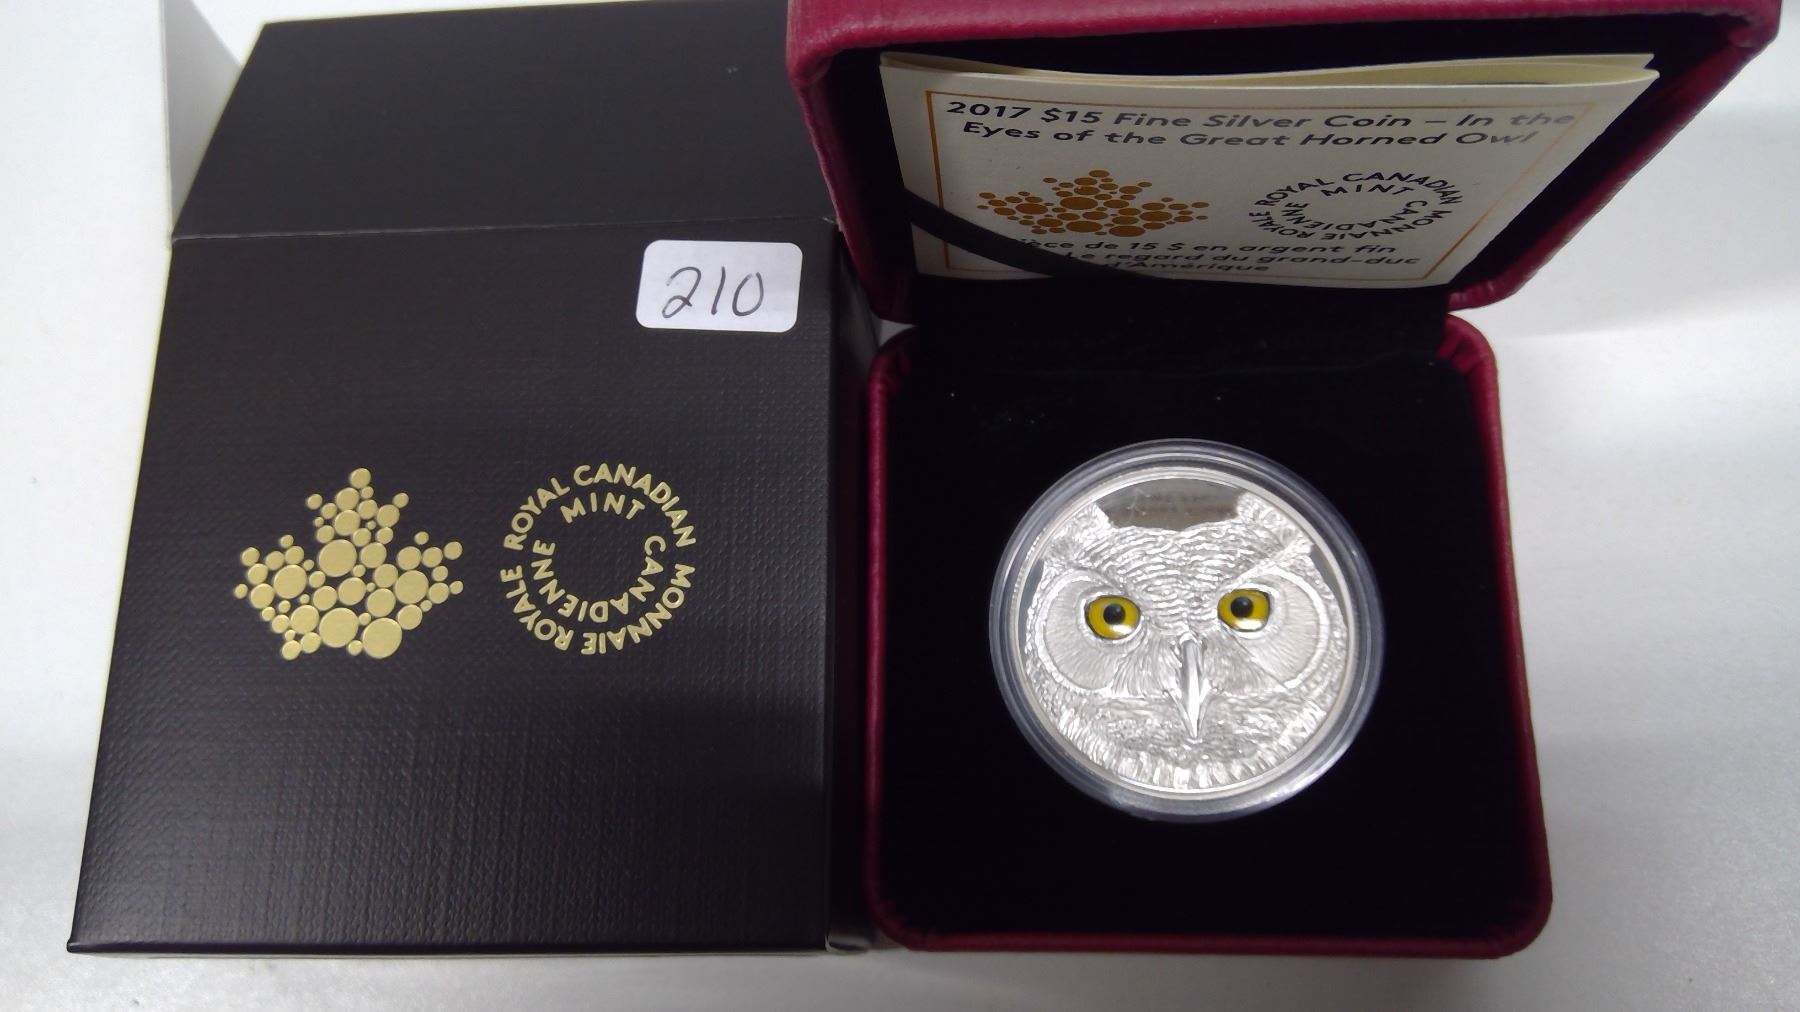 210
ROYAL CANADIAN MINT
MONNAIE ROYALE CANADIENNE
2017 $15 Fine Silver Coin – In the
Eyes of the Great Horned Owl
ROYAL CANADIAN MINT
MONNAIE ROYALE CANADIENNE
de 15 $ en argent fin
Le regard du grand-duc
d'Amérique